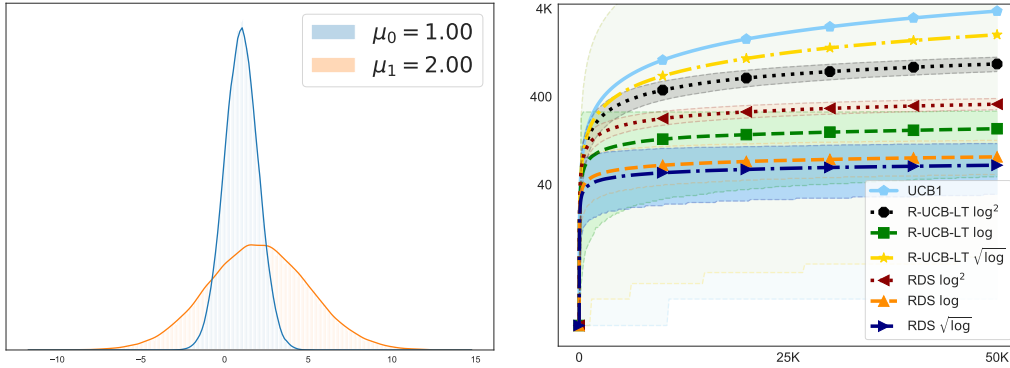 μ₀ = 1.00
μ₁ = 2.00
−10 −5 0 5 10 15
4K
400
40
UCB1
R-UCB-LT log²
R-UCB-LT log
R-UCB-LT √log
RDS log²
RDS log
RDS √log
0 25K 50K